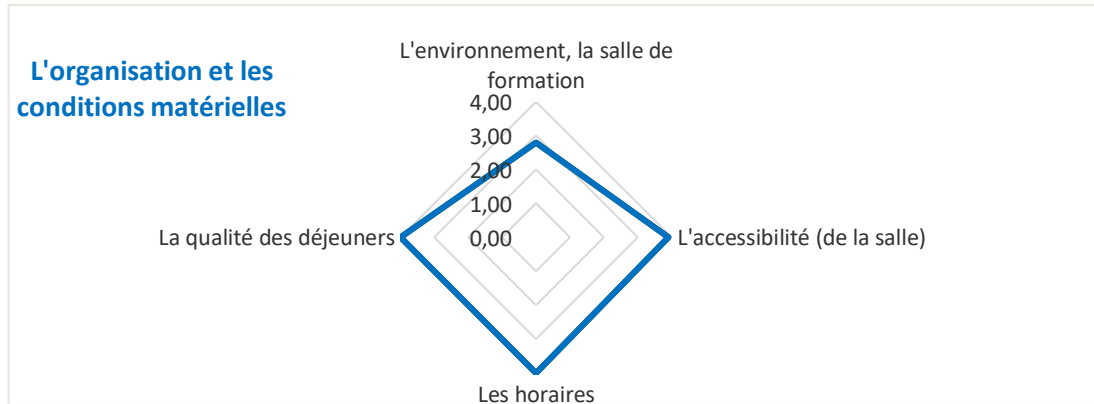 L'organisation et les
conditions matérielles
L'environnement, la salle de
formation
4,00
3,00
2,00
1,00
0,00
La qualité des déjeuners
L'accessibilité (de la salle)
Les horaires